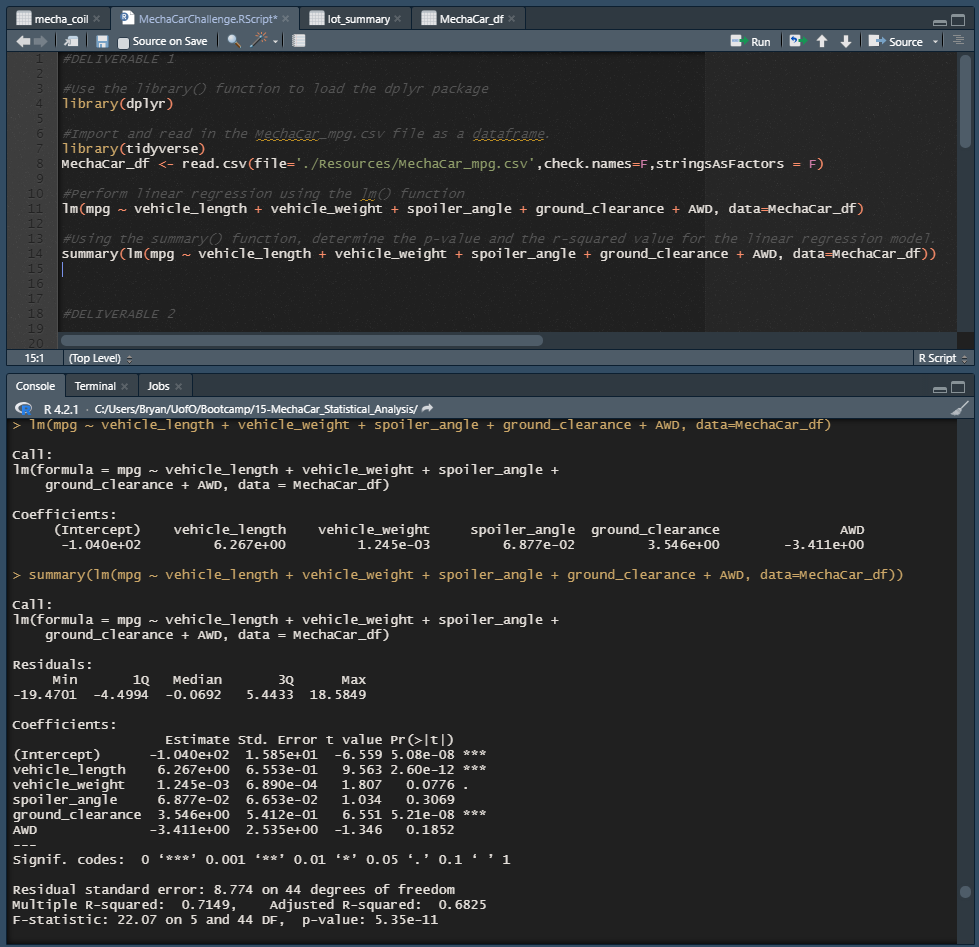 mecha_coil
MechaCarChallenge.RScript*
lot_summary
MechaCar_df
Source on Save
Run
Source
1 #DELIVERABLE 1
2
3 #Use the library() function to load the dplyr package
4 library(dplyr)
5
6 #Import and read in the MechaCar_mpg.csv file as a dataframe.
7 library(tidyverse)
8 MechaCar_df <- read.csv(file='./Resources/MechaCar_mpg.csv',check.names=F,stringsAsFactors = F)
9
10 #Perform linear regression using the lm() function
11 lm(mpg ~ vehicle_length + vehicle_weight + spoiler_angle + ground_clearance + AWD, data=MechaCar_df)
12
13 #Using the summary() function, determine the p-value and the r-squared value for the linear regression model.
14 summary(lm(mpg ~ vehicle_length + vehicle_weight + spoiler_angle + ground_clearance + AWD, data=MechaCar_df))
15
16
17
18 #DELIVERABLE 2
19
20
15:1 (Top Level) R Script
Console Terminal Jobs
R 4.2.1 · C:/Users/Bryan/UofO/Bootcamp/15-MechaCar_Statistical_Analysis/
> lm(mpg ~ vehicle_length + vehicle_weight + spoiler_angle + ground_clearance + AWD, data=MechaCar_df)
Call:
lm(formula = mpg ~ vehicle_length + vehicle_weight + spoiler_angle +
ground_clearance + AWD, data = MechaCar_df)
Coefficients:
(Intercept) vehicle_length vehicle_weight spoiler_angle ground_clearance AWD
-1.040e+02 6.267e+00 1.245e-03 6.877e-02 3.546e+00 -3.411e+00
> summary(lm(mpg ~ vehicle_length + vehicle_weight + spoiler_angle + ground_clearance + AWD, data=MechaCar_df))
Call:
lm(formula = mpg ~ vehicle_length + vehicle_weight + spoiler_angle +
ground_clearance + AWD, data = MechaCar_df)
Residuals:
Min 1Q Median 3Q Max
-19.4701 -4.4994 -0.0692 5.4433 18.5849
Coefficients:
Estimate Std. Error t value Pr(>|t|)
(Intercept) -1.040e+02 1.585e+01 -6.559 5.08e-08 ***
vehicle_length 6.267e+00 6.553e-01 9.563 2.60e-12 ***
vehicle_weight 1.245e-03 6.890e-04 1.807 0.0776 .
spoiler_angle 6.877e-02 6.653e-02 1.034 0.3069
ground_clearance 3.546e+00 5.412e-01 6.551 5.21e-08 ***
AWD -3.411e+00 2.535e+00 -1.346 0.1852
---
Signif. codes: 0 ‘***’ 0.001 ‘**’ 0.01 ‘*’ 0.05 ‘.’ 0.1 ‘ ’ 1
Residual standard error: 8.774 on 44 degrees of freedom
Multiple R-squared: 0.7149, Adjusted R-squared: 0.6825
F-statistic: 22.07 on 5 and 44 DF, p-value: 5.35e-11